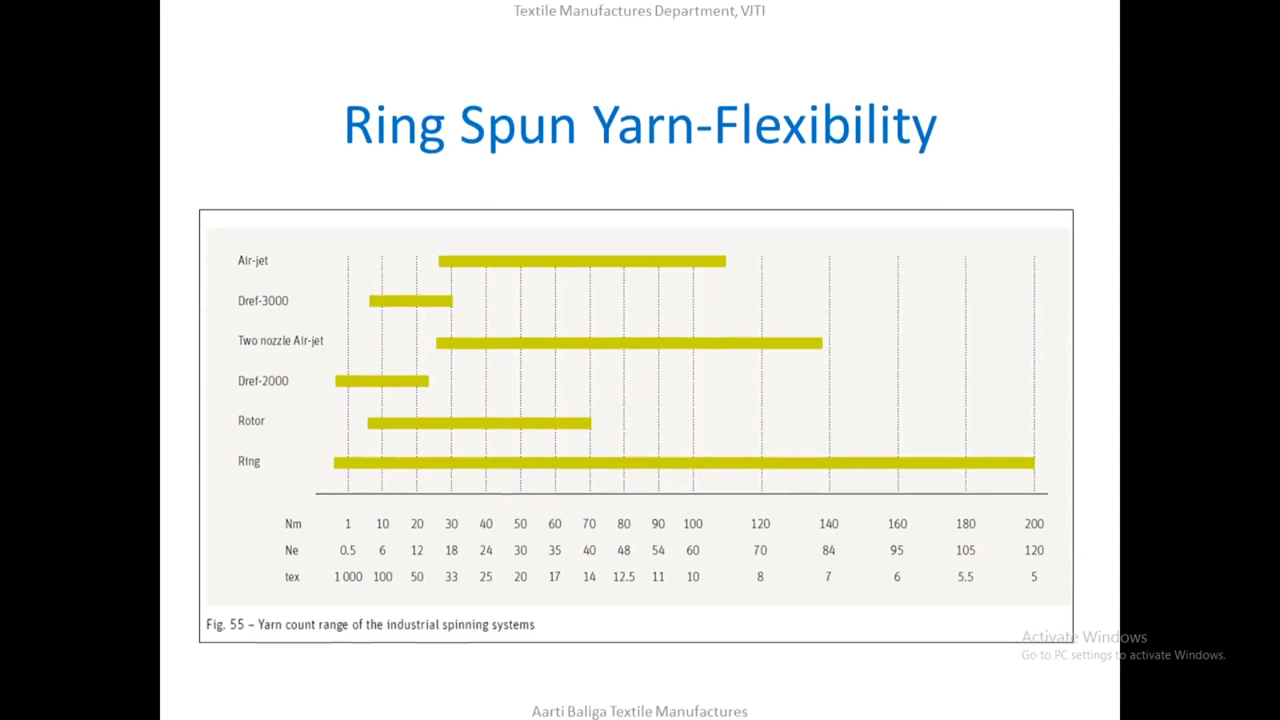 Textile Manufactures Department, VJTI
Ring Spun Yarn-Flexibility
Air-jet
Dref-3000
Two nozzle Air-jet
Dref-2000
Rotor
Ring
Nm 1 10 20 30 40 50 60 70 80 90 100 120 140 160 180 200
Ne 0.5 6 12 18 24 30 35 40 48 54 60 70 84 95 105 120
tex 1 000 100 50 33 25 20 17 14 12.5 11 10 8 7 6 5.5 5
Fig. 55 – Yarn count range of the industrial spinning systems
Activate Windows
Go to PC settings to activate Windows.
Aarti Baliga Textile Manufactures